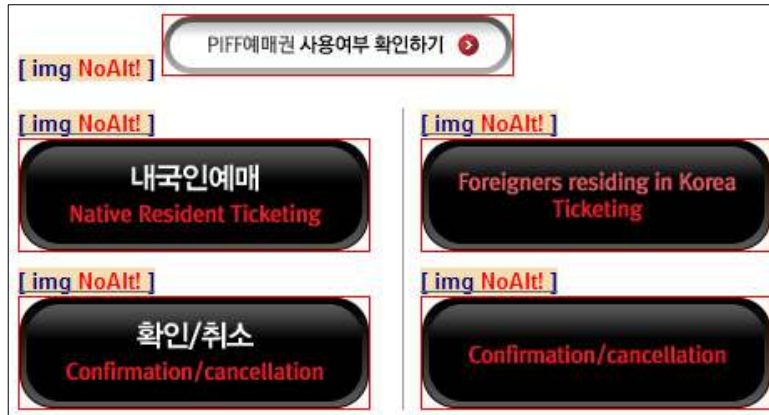 PIFF예매권 사용여부 확인하기
[ img NoAlt! ]
[ img NoAlt! ]
내국인예매
Native Resident Ticketing
[ img NoAlt! ]
Foreigners residing in Korea
Ticketing
[ img NoAlt! ]
확인/취소
Confirmation/cancellation
[ img NoAlt! ]
Confirmation/cancellation